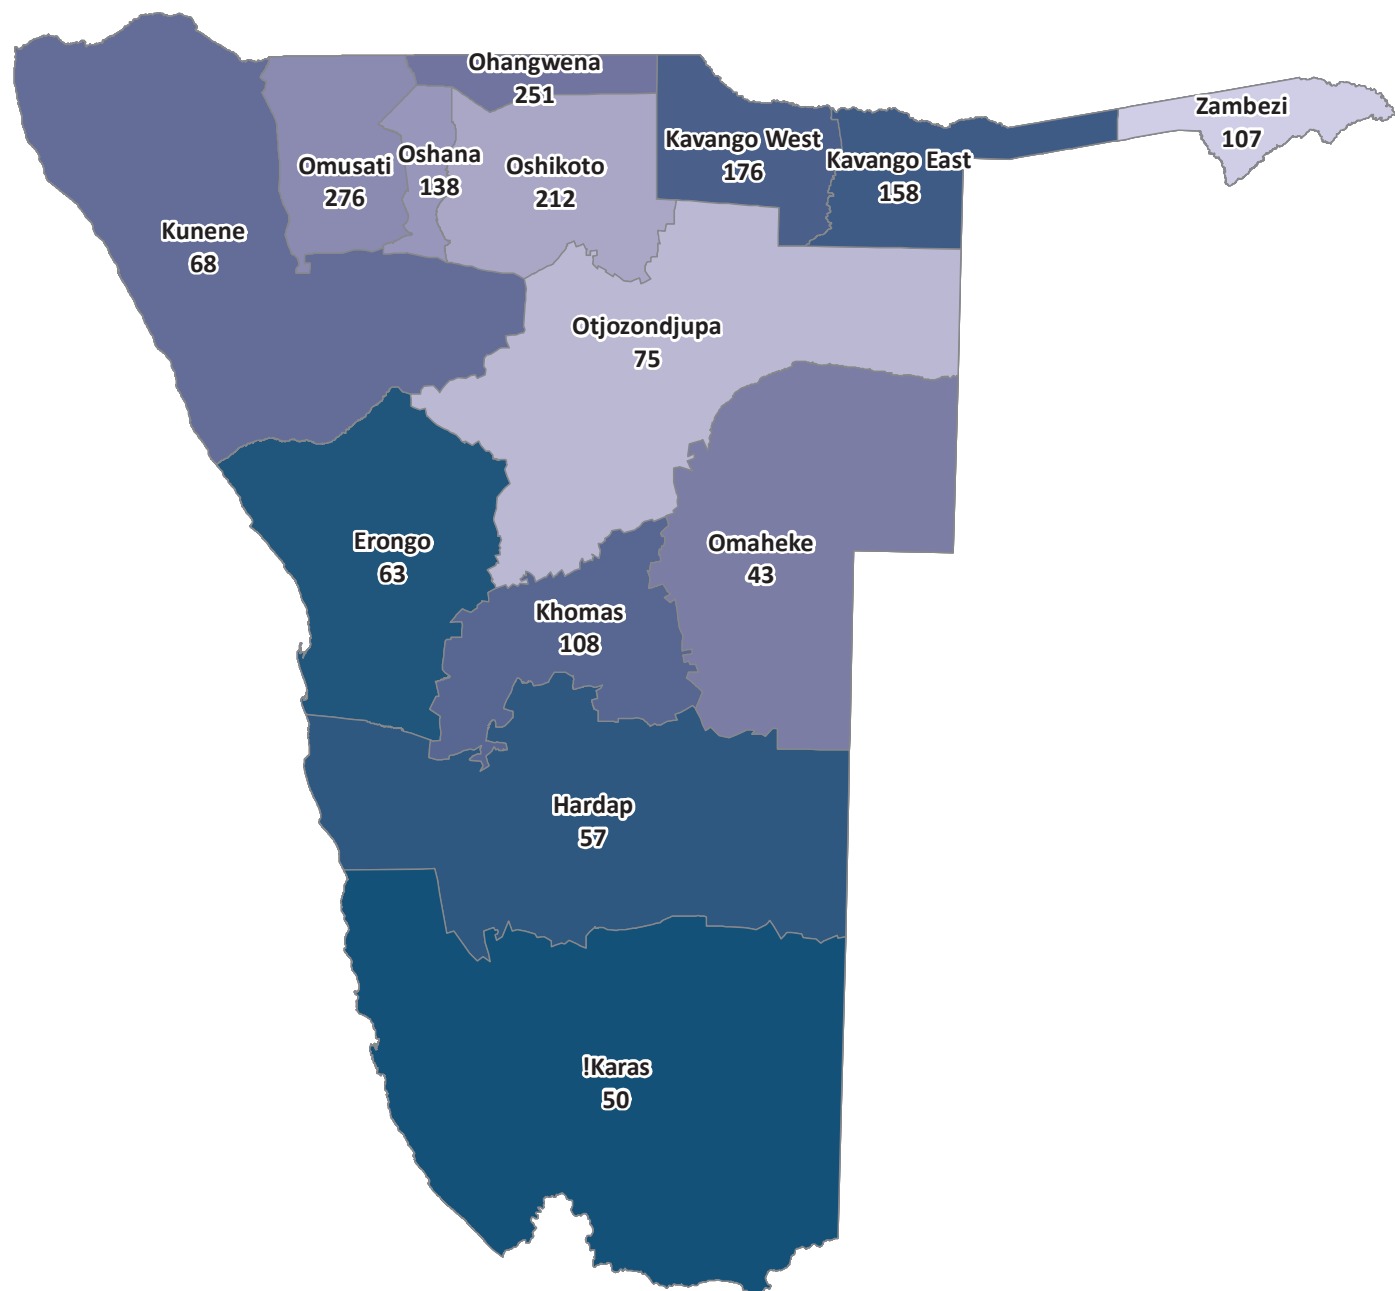 Ohangwena
251
Zambezi
107
Kavango West
176
Kavango East
158
Oshana
138
Omusati
276
Oshikoto
212
Kunene
68
Otjozondjupa
75
Erongo
63
Omaheke
43
Khomas
108
Hardap
57
!Karas
50